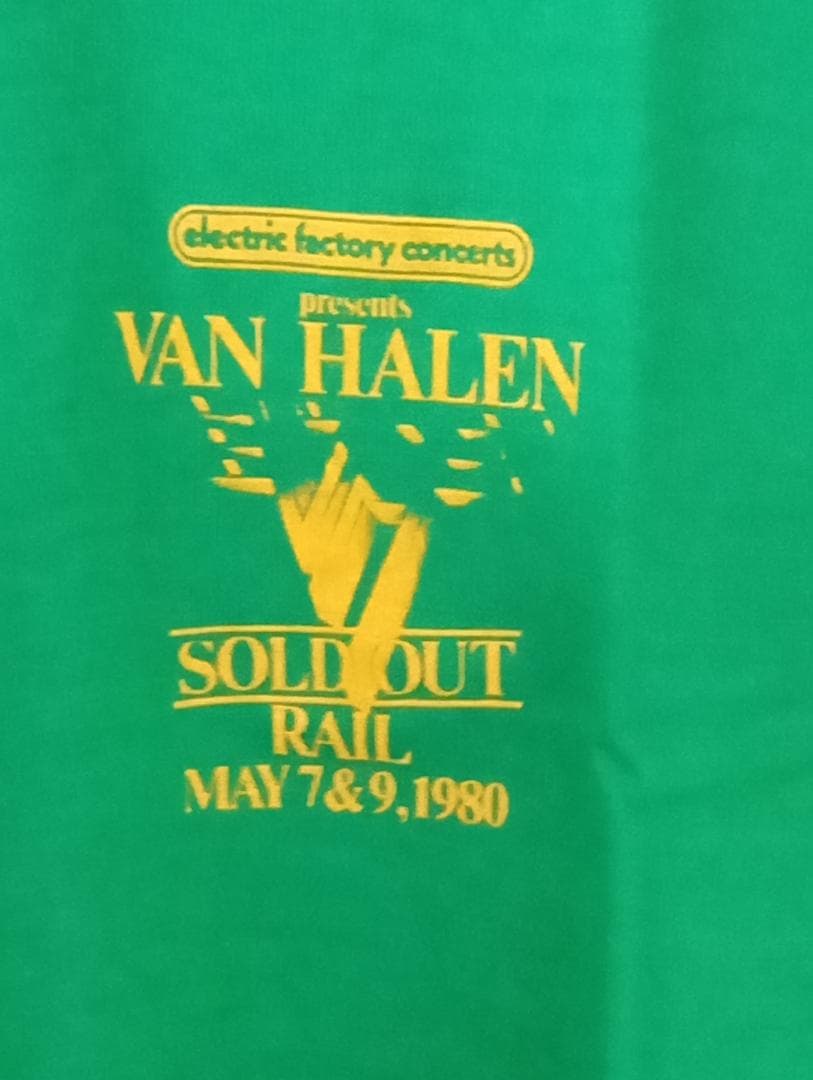 electric factory concerts
presents
VAN HALEN
SOLD OUT
RAIL
MAY 7&9, 1980